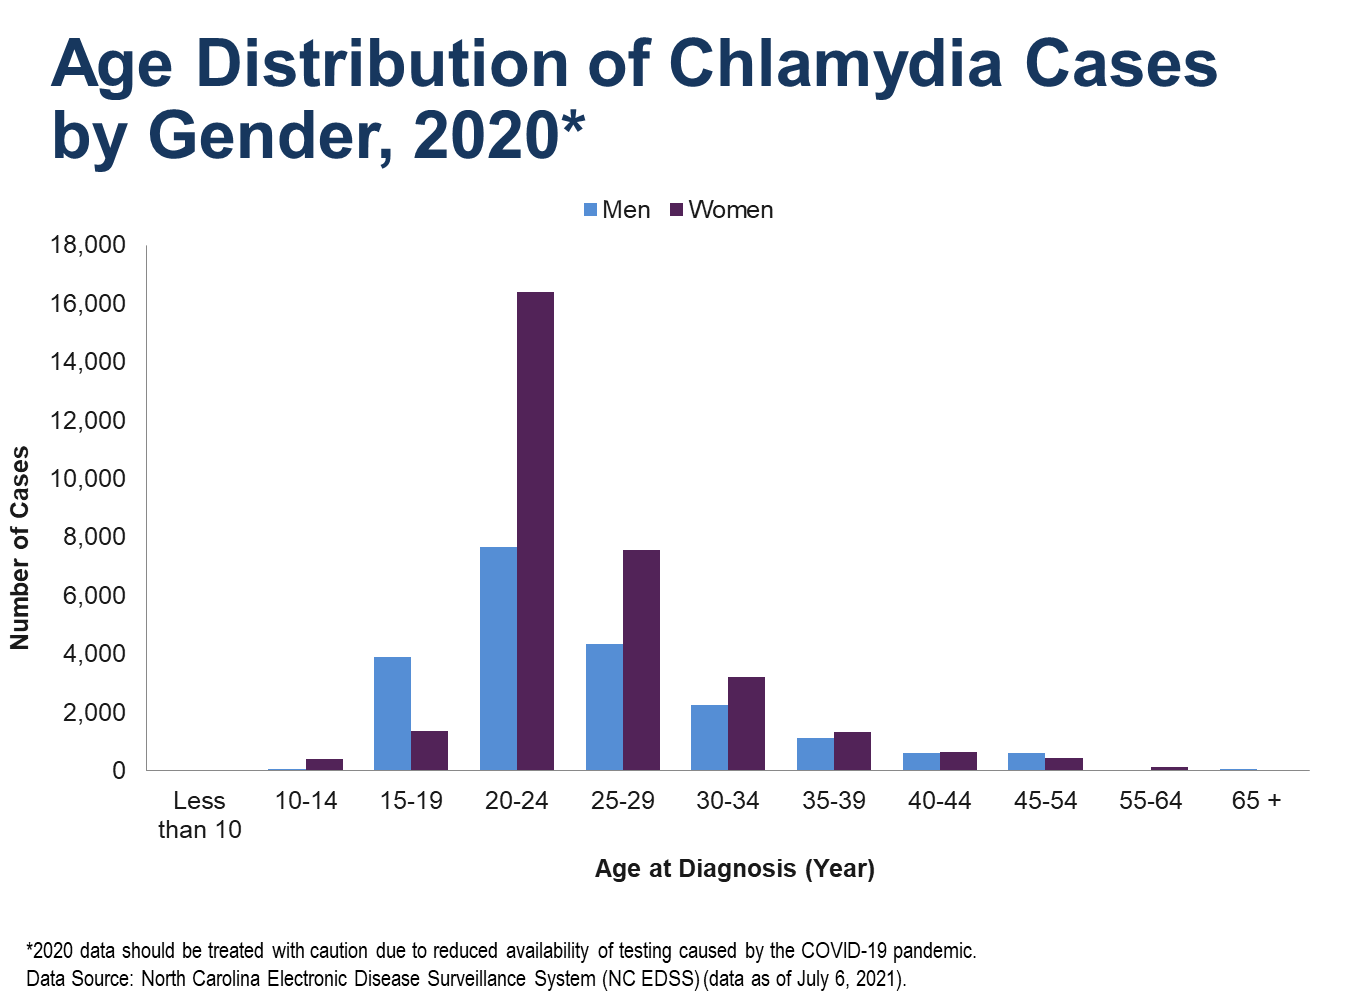 Age Distribution of Chlamydia Cases
by Gender, 2020*
Men Women
18,000
16,000
14,000
12,000
10,000
8,000
6,000
4,000
2,000
0
Number of Cases
Less 10-14 15-19 20-24 25-29 30-34 35-39 40-44 45-54 55-64 65 +
than 10
Age at Diagnosis (Year)
*2020 data should be treated with caution due to reduced availability of testing caused by the COVID-19 pandemic.
Data Source: North Carolina Electronic Disease Surveillance System (NC EDSS) (data as of July 6, 2021).